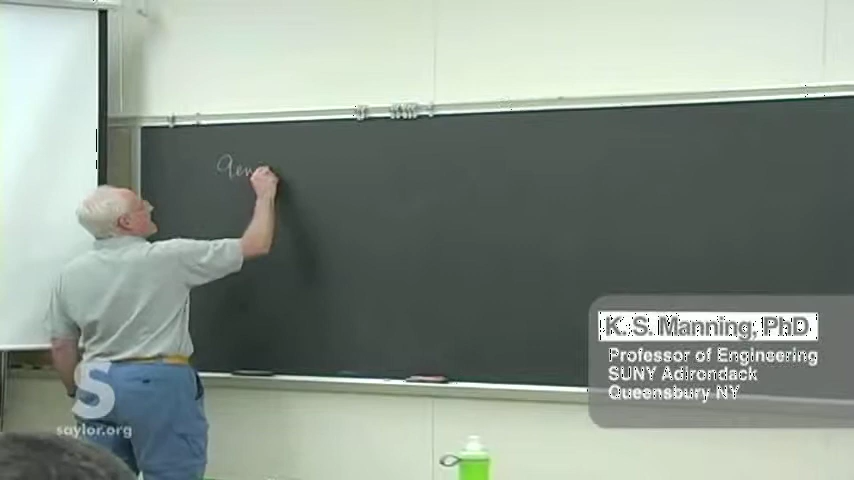 K. S. Manning, PhD
Professor of Engineering
SUNY Adirondack
Queensbury NY
S
saylor.org